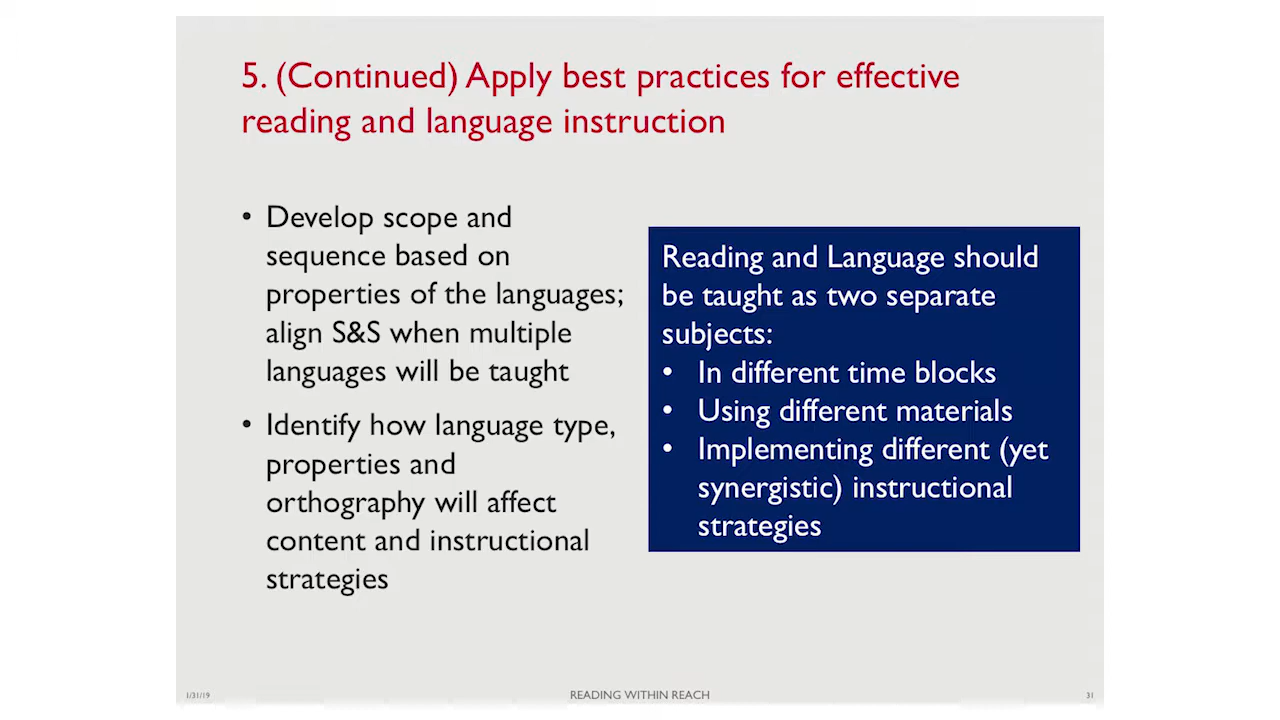 5. (Continued) Apply best practices for effective
reading and language instruction
• Develop scope and
sequence based on
properties of the languages;
align S&S when multiple
languages will be taught
• Identify how language type,
properties and
orthography will affect
content and instructional
strategies
Reading and Language should
be taught as two separate
subjects:
• In different time blocks
• Using different materials
• Implementing different (yet
synergistic) instructional
strategies
1/31/19
READING WITHIN REACH
31